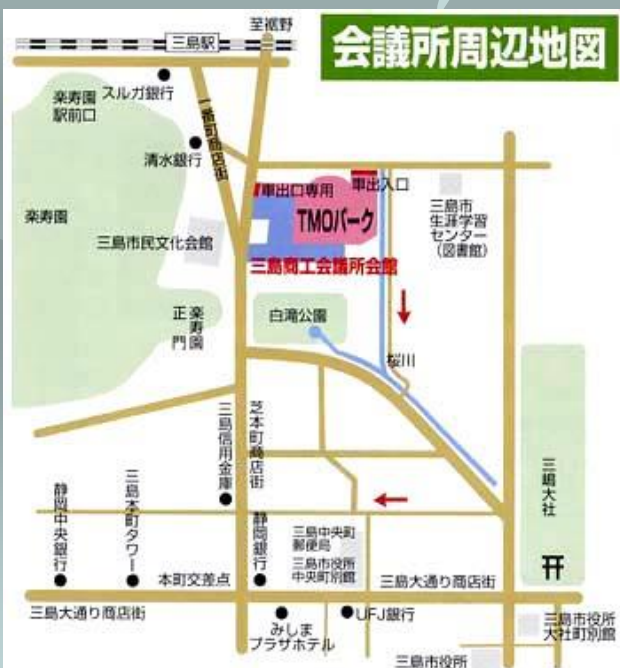 至裾野
三島駅
会議所周辺地図
楽寿園
駅前口
スルガ銀行
一番町商店街
清水銀行
車出口専用
車出入口
TMOパーク
三島市
生涯学習
センター
(図書館)
楽寿園
三島市民文化会館
三島商工会議所会館
楽寿園
正門
白滝公園
桜川
三島信用金庫
芝本町商店街
三嶋大社
静岡中央銀行
三島本町タワー
静岡銀行
三島中央町
郵便局
三島市役所
中央町別館
本町交差点
三島大通り商店街
三島大通り商店街
みしま
プラザホテル
UFJ銀行
三島市役所
大社町別館
三島市役所